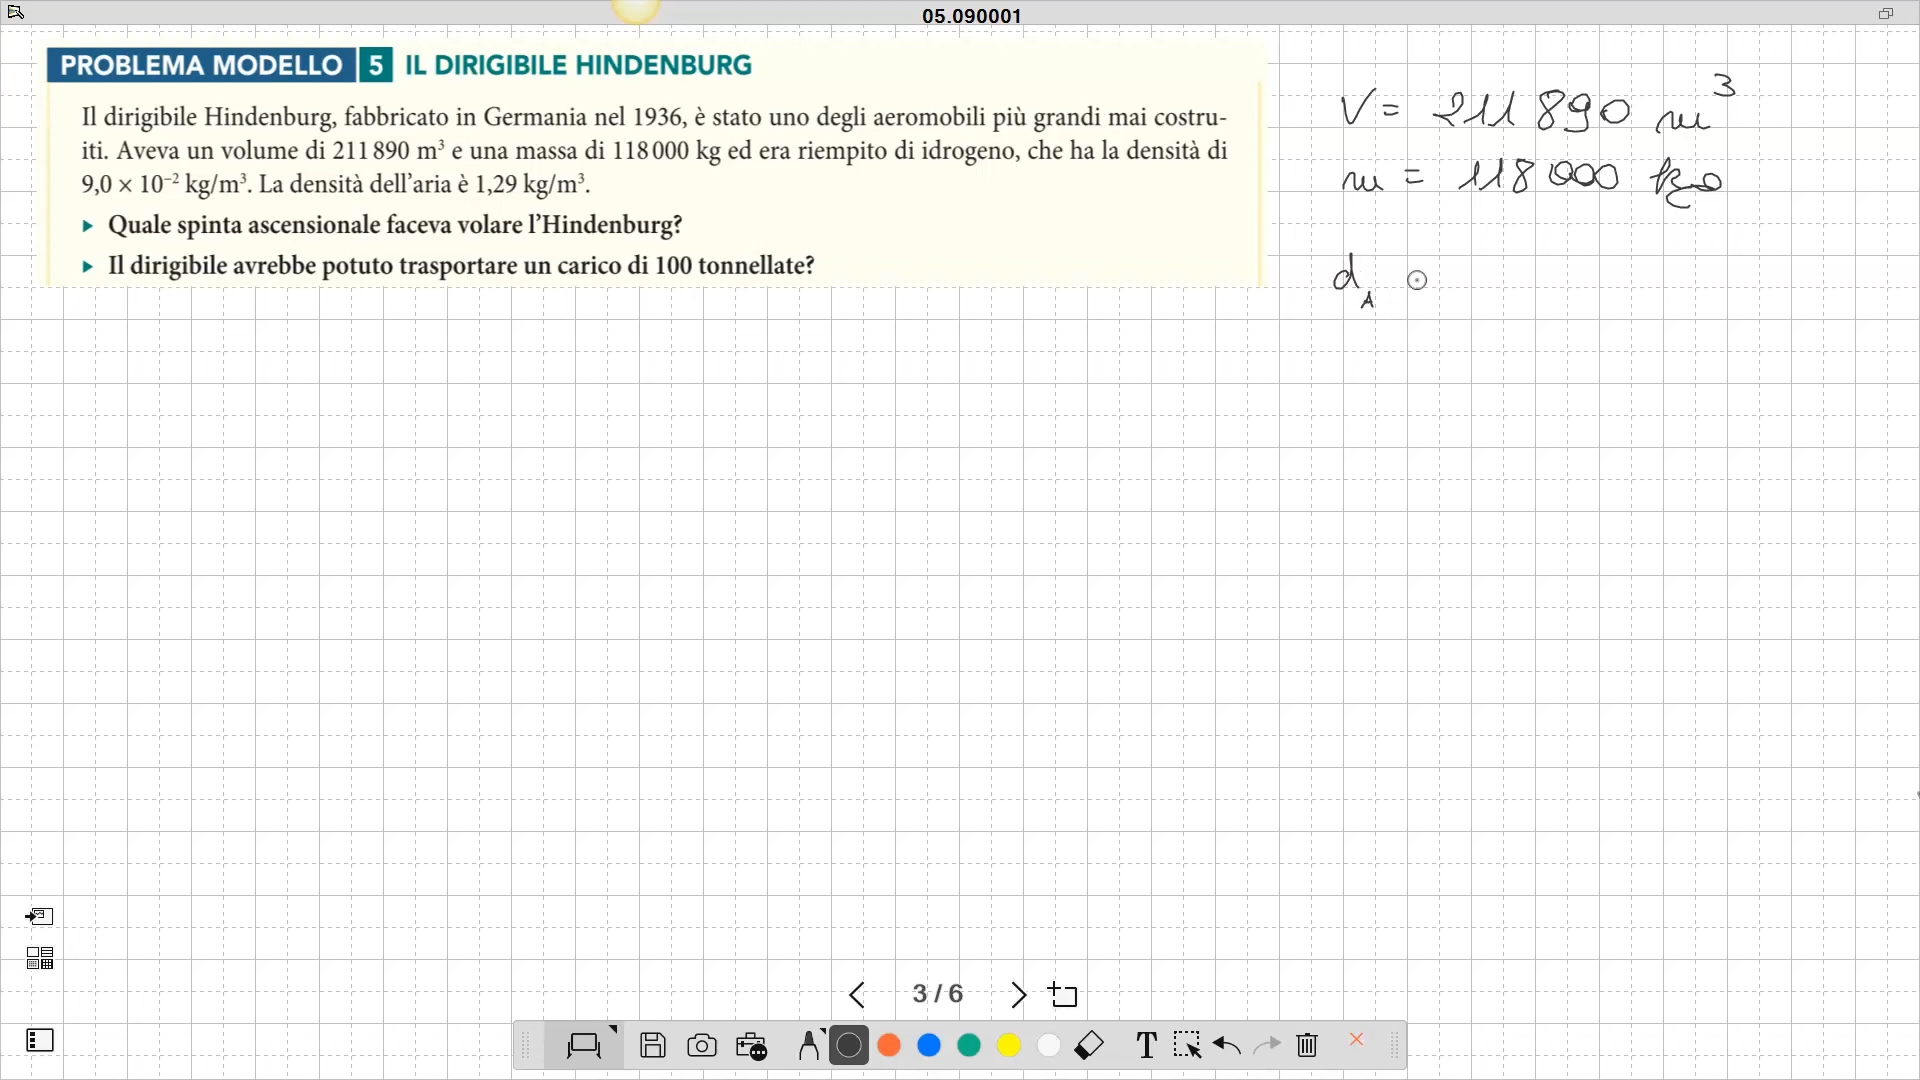 05.090001
PROBLEMA MODELLO 5 IL DIRIGIBILE HINDENBURG
Il dirigibile Hindenburg, fabbricato in Germania nel 1936, è stato uno degli aeromobili più grandi mai costru-
iti. Aveva un volume di 211 890 m³ e una massa di 118 000 kg ed era riempito di idrogeno, che ha la densità di
9,0 × 10⁻² kg/m³. La densità dell'aria è 1,29 kg/m³.
▸ Quale spinta ascensionale faceva volare l'Hindenburg?
▸ Il dirigibile avrebbe potuto trasportare un carico di 100 tonnellate?
V = 211 890 m³
m = 118 000 kg
d_A
3 / 6
T